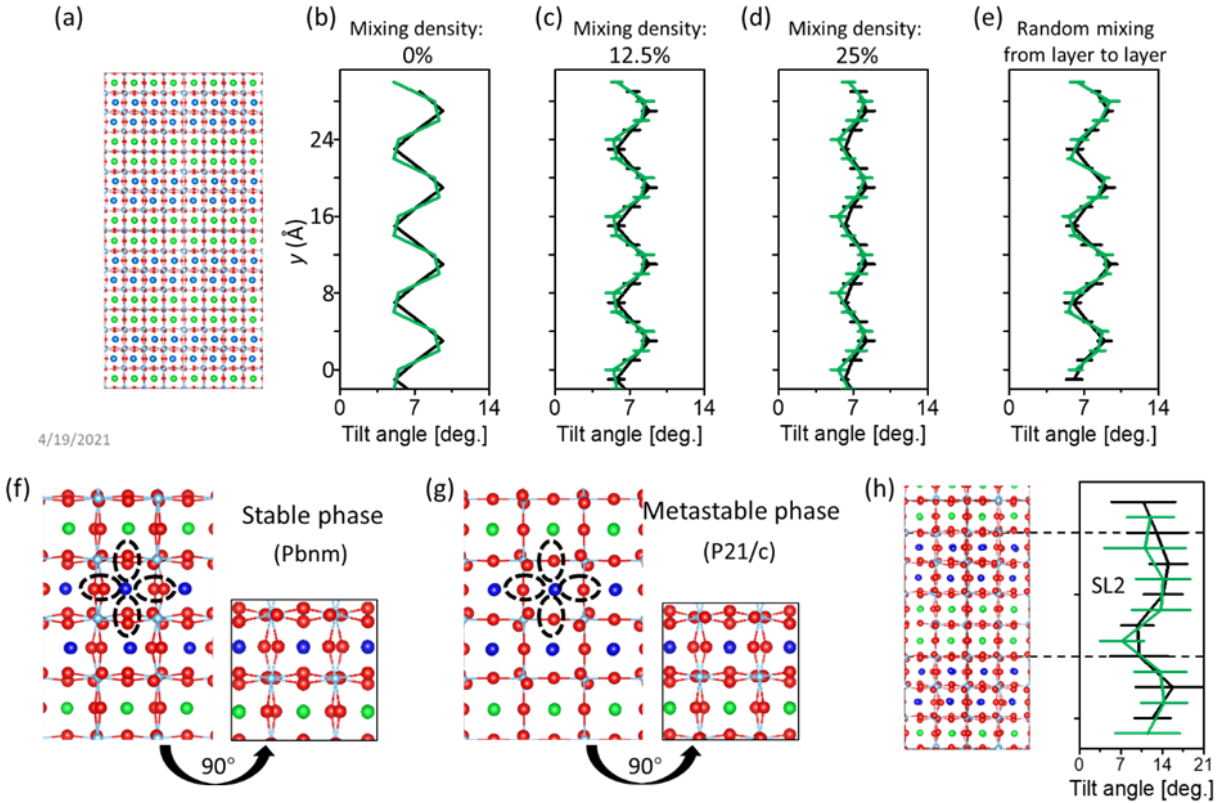 (a)
(b)
Mixing density:
0%
(c)
Mixing density:
12.5%
(d)
Mixing density:
25%
(e)
Random mixing
from layer to layer
y (Å)
24
16
8
0
0 7 14
Tilt angle [deg.]
0 7 14
Tilt angle [deg.]
0 7 14
Tilt angle [deg.]
0 7 14
Tilt angle [deg.]
4/19/2021
(f)
Stable phase
(Pbnm)
90°
(g)
Metastable phase
(P21/c)
90°
(h)
SL2
0 7 14 21
Tilt angle [deg.]